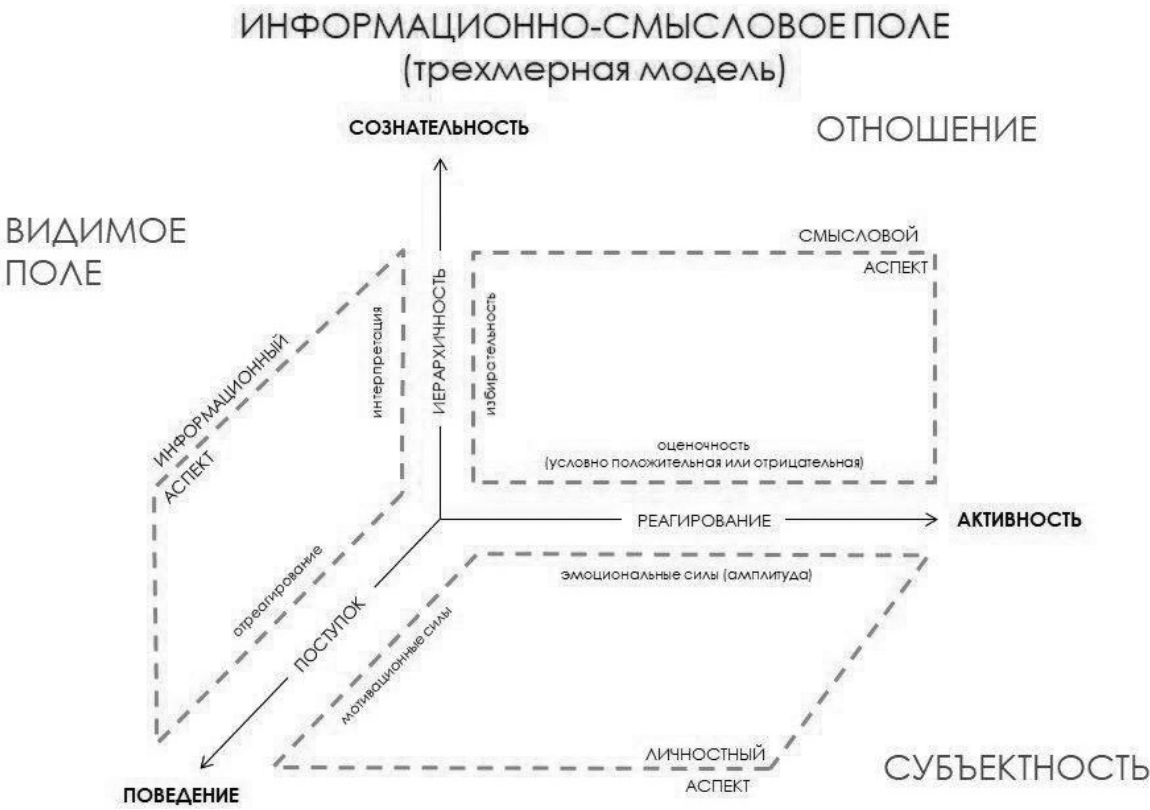 ИНФОРМАЦИОННО-СМЫСЛОВОЕ ПОЛЕ
(трехмерная модель)
СОЗНАТЕЛЬНОСТЬ
ОТНОШЕНИЕ
ВИДИМОЕ
ПОЛЕ
СМЫСЛОВОЙ
АСПЕКТ
ИНФОРМАЦИОННЫЙ
АСПЕКТ
интерпретация
ИЕРАРХИЧНОСТЬ
избирательность
оценочность
(условно положительная или отрицательная)
РЕАГИРОВАНИЕ
АКТИВНОСТЬ
отреагирование
ПОСТУПОК
мотивационные силы
эмоциональные силы (амплитуда)
ЛИЧНОСТНЫЙ
АСПЕКТ
СУБЪЕКТНОСТЬ
ПОВЕДЕНИЕ